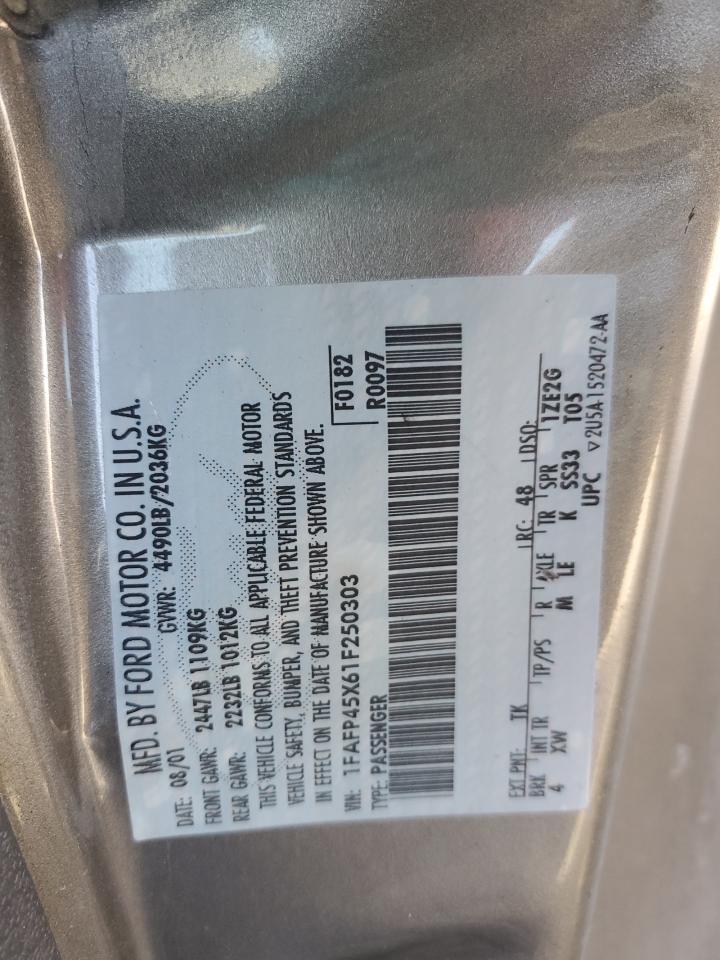 MFD. BY FORD MOTOR CO. IN U.S.A.
DATE: 08/01 GVWR: 4490LB/2036KG
FRONT GAWR: 2447LB 1109KG
REAR GAWR: 2232LB 1012KG
THIS VEHICLE CONFORMS TO ALL APPLICABLE FEDERAL MOTOR
VEHICLE SAFETY, BUMPER, AND THEFT PREVENTION STANDARDS
IN EFFECT ON THE DATE OF MANUFACTURE SHOWN ABOVE.
VIN: 1FAFP45X61F250303 F0182
TYPE: PASSENGER R0097
EXT PNT: TK RC: 48 DSO:
BRK INT TR TP/PS R AXLE TR SPR 1ZE2G
4 XW M LE K SS33 T05
UPC ▽2U5A1520472-AA